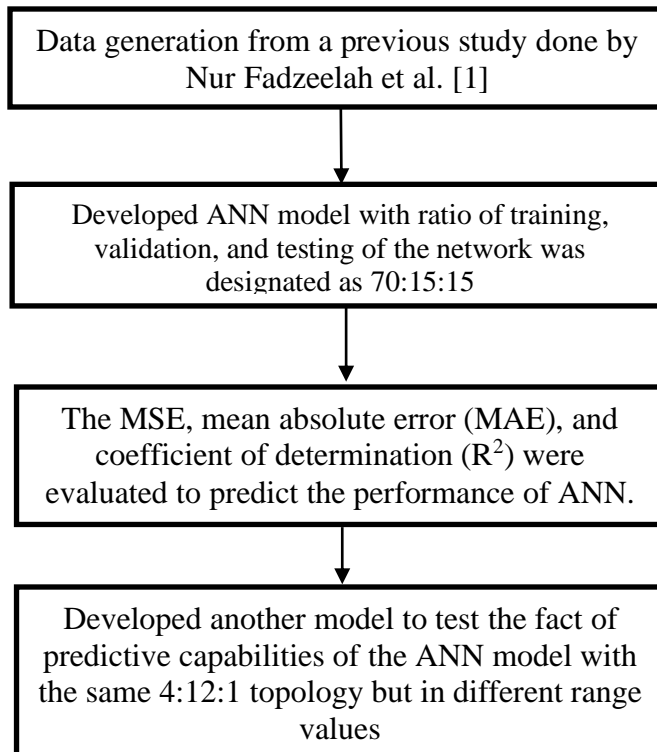 Data generation from a previous study done by
Nur Fadzeelah et al. [1]
Developed ANN model with ratio of training,
validation, and testing of the network was
designated as 70:15:15
The MSE, mean absolute error (MAE), and
coefficient of determination (R²) were
evaluated to predict the performance of ANN.
Developed another model to test the fact of
predictive capabilities of the ANN model with
the same 4:12:1 topology but in different range
values